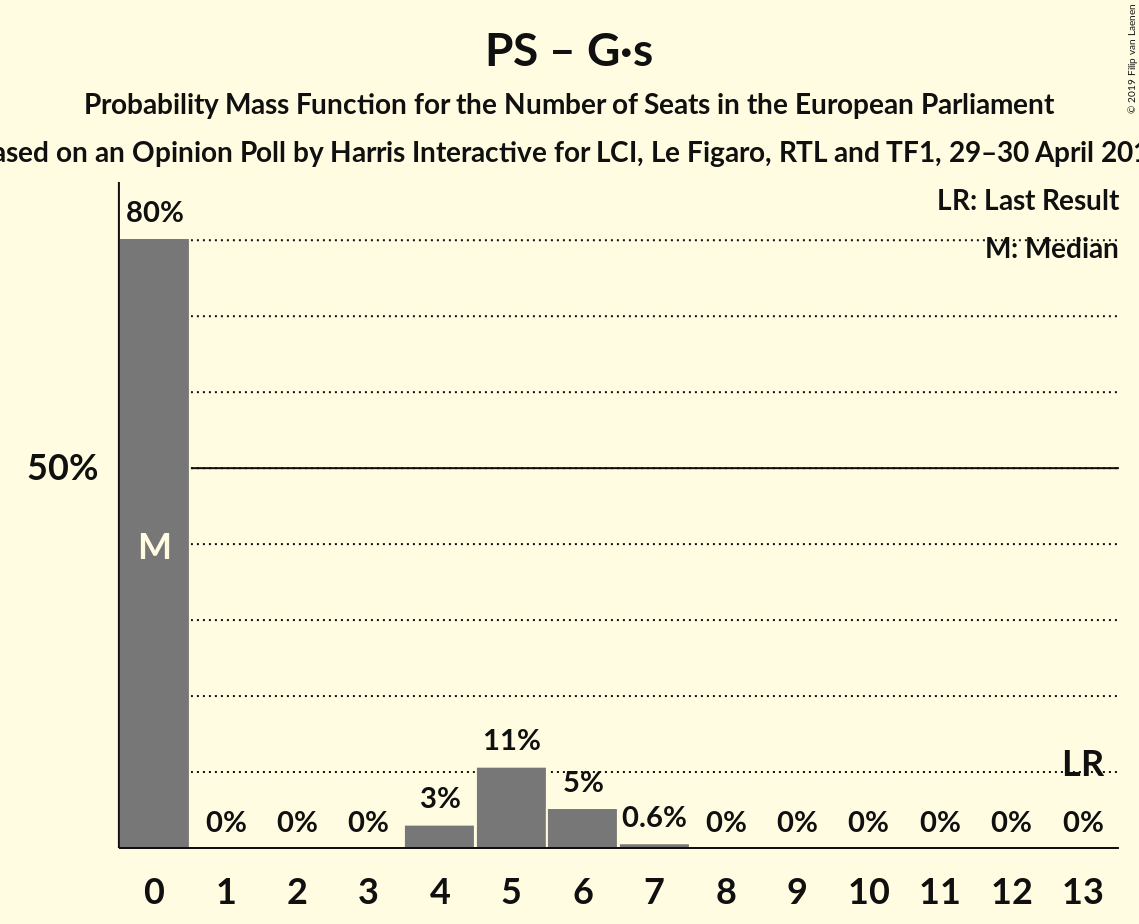 PS – G·s
Probability Mass Function for the Number of Seats in the European Parliament
ased on an Opinion Poll by Harris Interactive for LCI, Le Figaro, RTL and TF1, 29–30 April 201
© 2019 Filip van Laenen
LR: Last Result
M: Median
80%
50%
M
11%
5%
3%
0.6%
LR
0% 0% 0% 0% 0% 0% 0% 0% 0%
0 1 2 3 4 5 6 7 8 9 10 11 12 13